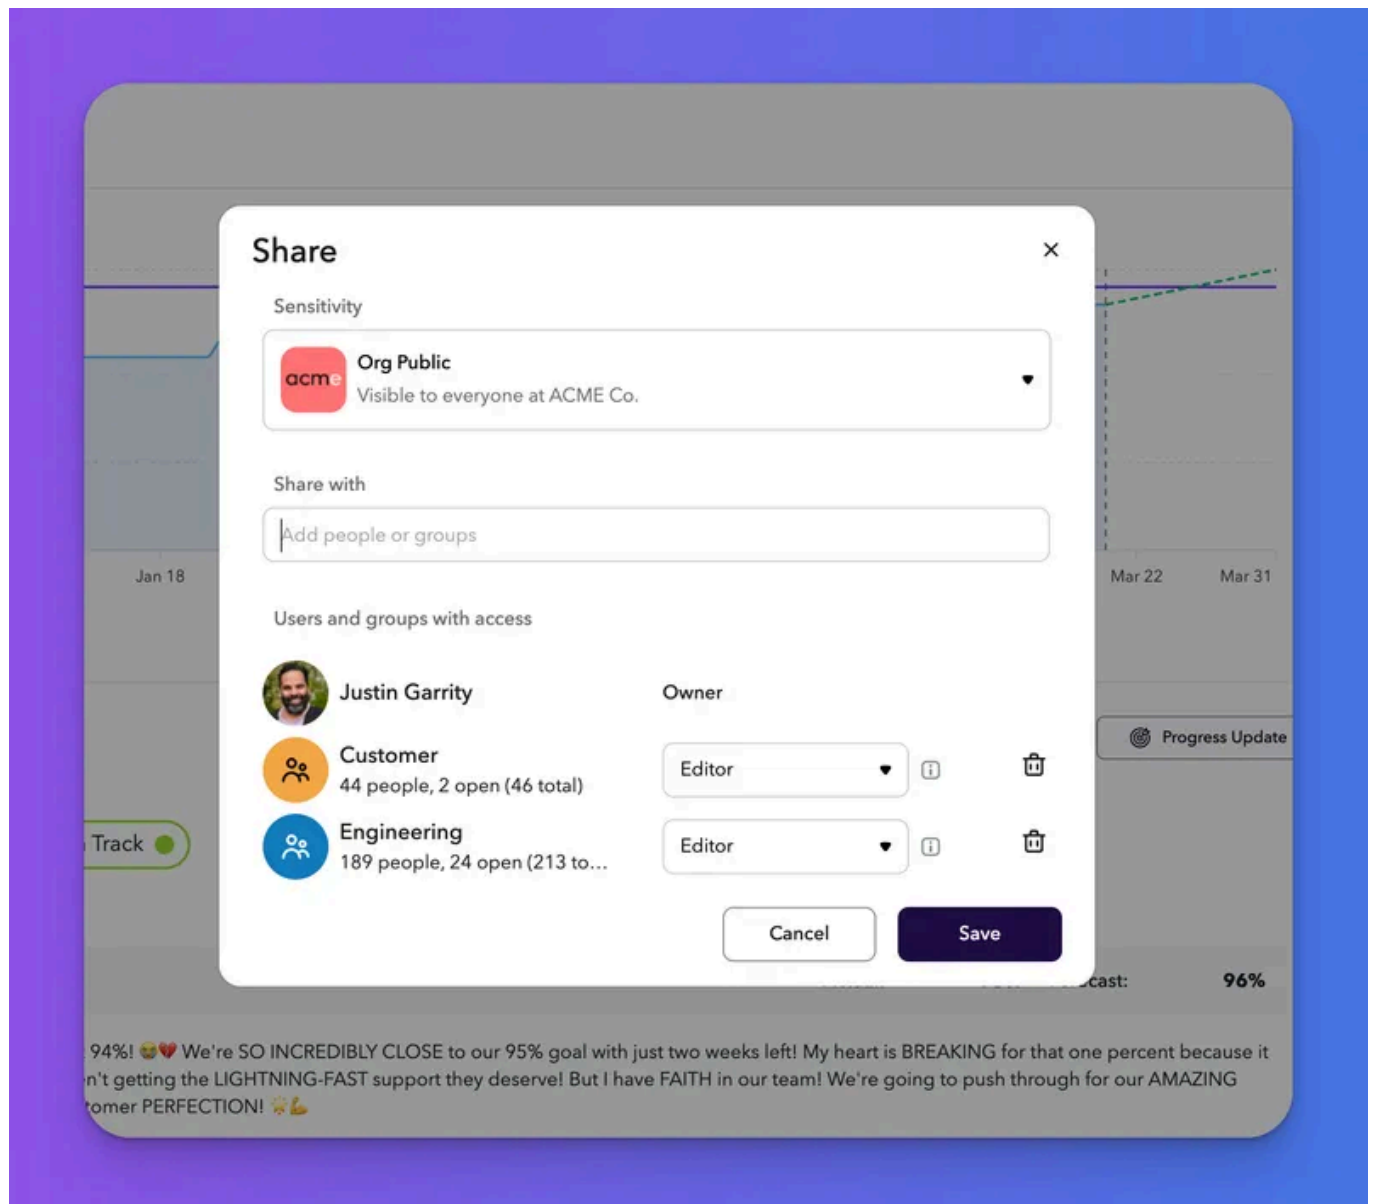 Share
Sensitivity
acme
Org Public
Visible to everyone at ACME Co.
Share with
Add people or groups
Jan 18
Mar 22
Mar 31
Users and groups with access
Justin Garrity
Owner
Progress Update
Customer
44 people, 2 open (46 total)
Editor
Engineering
189 people, 24 open (213 to...
Editor
Track
Cancel
Save
cast:
96%
94%! 😭💔 We're SO INCREDIBLY CLOSE to our 95% goal with just two weeks left! My heart is BREAKING for that one percent because it
n't getting the LIGHTNING-FAST support they deserve! But I have FAITH in our team! We're going to push through for our AMAZING
tomer PERFECTION! 🌟💪